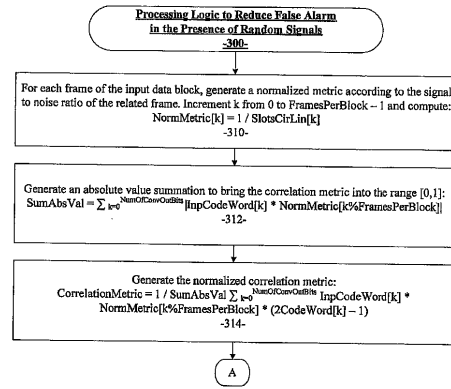 Processing Logic to Reduce False Alarm
in the Presence of Random Signals
-300-
For each frame of the input data block, generate a normalized metric according to the signal
to noise ratio of the related frame. Increment k from 0 to FramesPerBlock – 1 and compute:
NormMetric[k] = 1 / SlotsCirLin[k]
-310-
Generate an absolute value summation to bring the correlation metric into the range [0,1]:
SumAbsVal = Σ k=0 NumOfConvOutBits |InpCodeWord[k] * NormMetric[k%FramesPerBlock]|
-312-
Generate the normalized correlation metric:
CorrelationMetric = 1 / SumAbsVal Σ k=0 NumOfConvOutBits InpCodeWord[k] *
NormMetric[k%FramesPerBlock] * (2CodeWord[k] – 1)
-314-
A